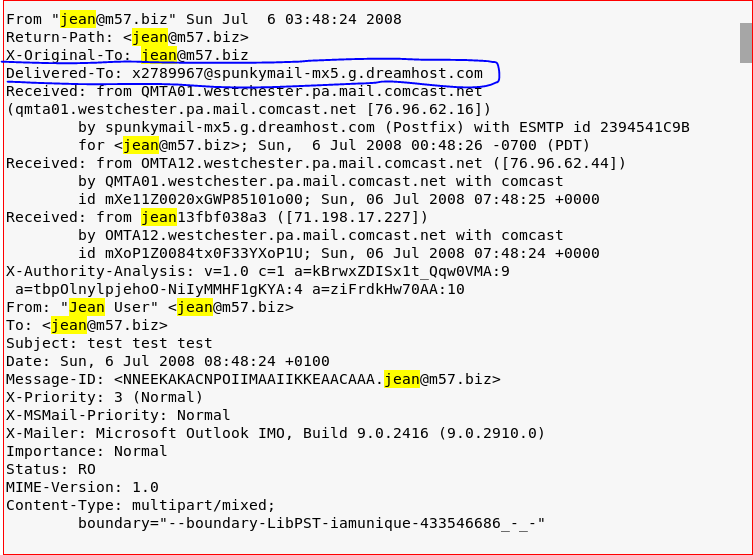 From "jean@m57.biz" Sun Jul  6 03:48:24 2008
Return-Path: <jean@m57.biz>
X-Original-To: jean@m57.biz
Delivered-To: x2789967@spunkymail-mx5.g.dreamhost.com
Received: from QMTA01.westchester.pa.mail.comcast.net
(qmta01.westchester.pa.mail.comcast.net [76.96.62.16])
        by spunkymail-mx5.g.dreamhost.com (Postfix) with ESMTP id 2394541C9B
        for <jean@m57.biz>; Sun,  6 Jul 2008 00:48:26 -0700 (PDT)
Received: from OMTA12.westchester.pa.mail.comcast.net ([76.96.62.44])
        by QMTA01.westchester.pa.mail.comcast.net with comcast
        id mXe11Z0020xGWP85101o00; Sun, 06 Jul 2008 07:48:25 +0000
Received: from jean13fbf038a3 ([71.198.17.227])
        by OMTA12.westchester.pa.mail.comcast.net with comcast
        id mXoP1Z0084tx0F33YXoP1U; Sun, 06 Jul 2008 07:48:24 +0000
X-Authority-Analysis: v=1.0 c=1 a=kBrwxZDISx1t_Qqw0VMA:9
 a=tbpOlnylpjehoO-NiIyMMHF1gKYA:4 a=ziFrdkHw70AA:10
From: "Jean User" <jean@m57.biz>
To: <jean@m57.biz>
Subject: test test test
Date: Sun, 6 Jul 2008 08:48:24 +0100
Message-ID: <NNEEKAKACNPOIIMAAIIKKEAACAAA.jean@m57.biz>
X-Priority: 3 (Normal)
X-MSMail-Priority: Normal
X-Mailer: Microsoft Outlook IMO, Build 9.0.2416 (9.0.2910.0)
Importance: Normal
Status: RO
MIME-Version: 1.0
Content-Type: multipart/mixed;
        boundary="--boundary-LibPST-iamunique-433546686_-_-"